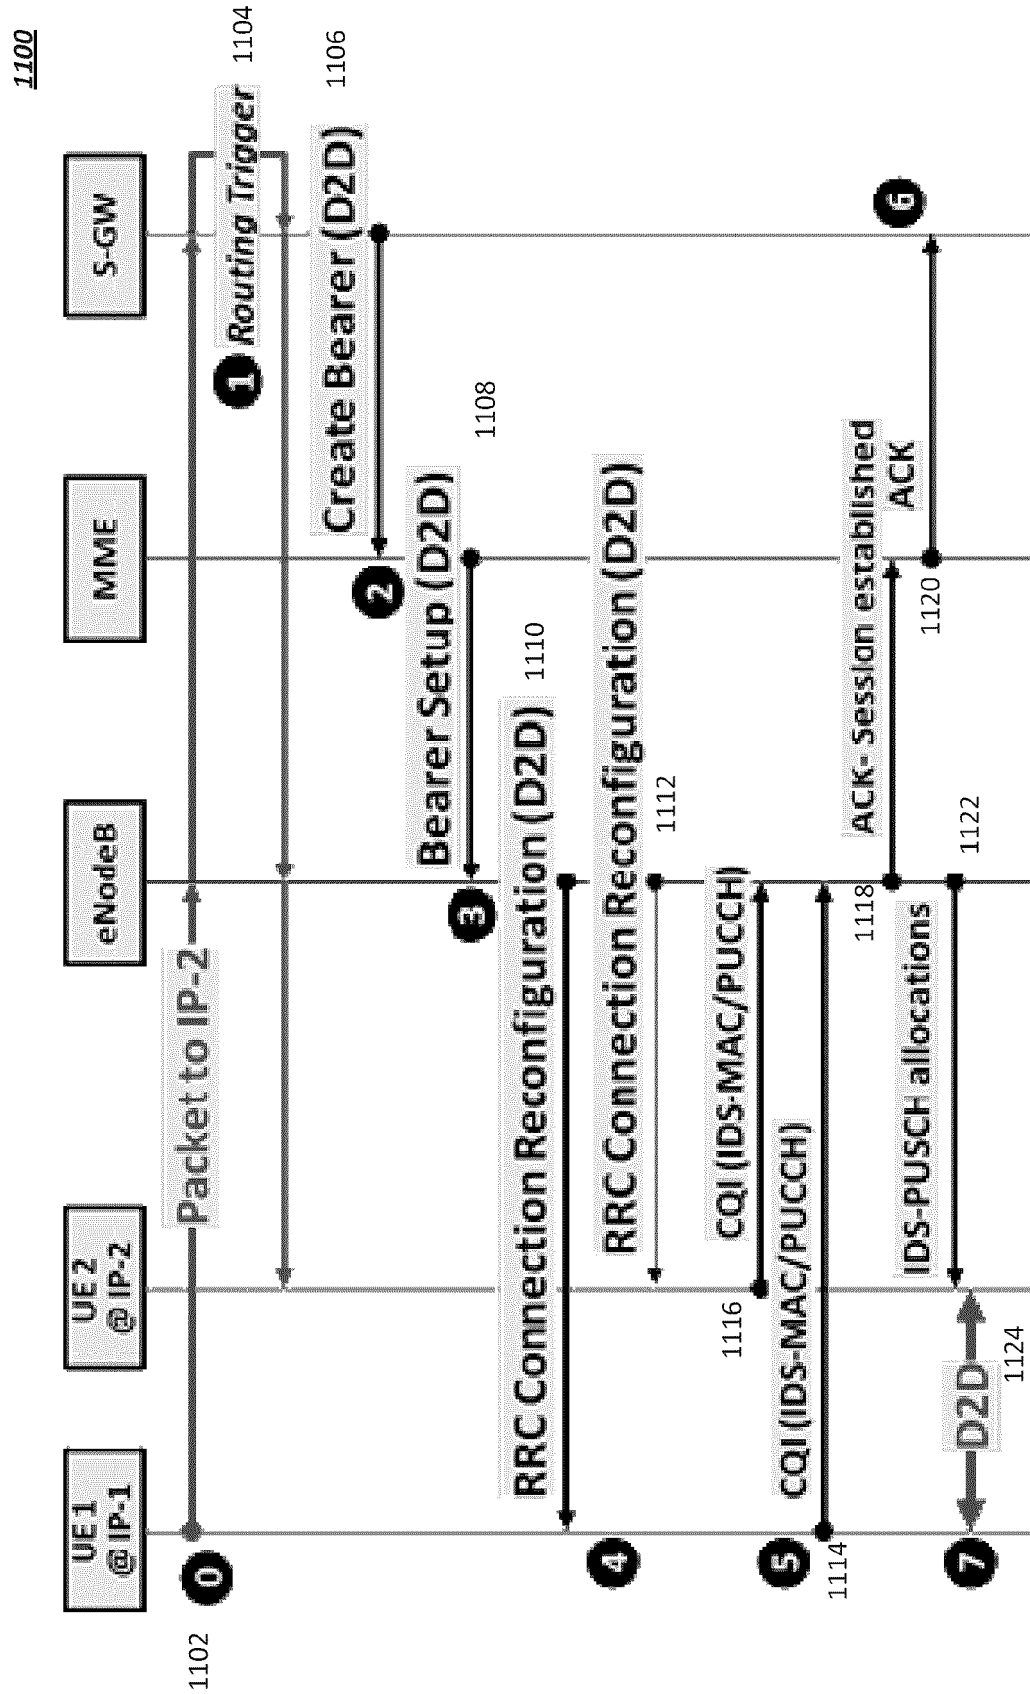 1100
UE 1
@ IP-1
UE 2
@ IP-2
eNodeB
MME
S-GW
1102
0
Packet to IP-2
1
Routing Trigger
1104
Create Bearer (D2D)
1106
2
Bearer Setup (D2D)
1108
3
RRC Connection Reconfiguration (D2D)
1110
4
RRC Connection Reconfiguration (D2D)
1112
CQI (IDS-MAC/PUCCH)
1116
5
CQI (IDS-MAC/PUCCH)
1114
ACK- Session established
1118
ACK
1120
6
IDS-PUSCH allocations
1122
7
D2D
1124